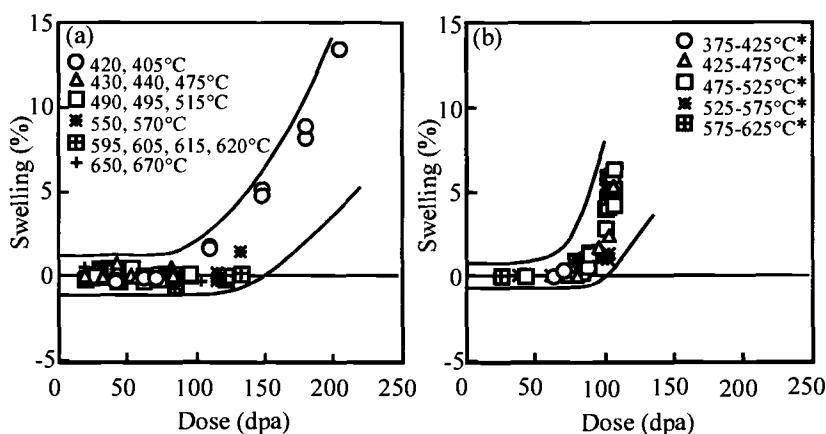 (a)
420, 405°C
430, 440, 475°C
490, 495, 515°C
550, 570°C
595, 605, 615, 620°C
650, 670°C
Swelling (%)
15
10
5
0
-5
0 50 100 150 200 250
Dose (dpa)
(b)
375-425°C*
425-475°C*
475-525°C*
525-575°C*
575-625°C*
Swelling (%)
15
10
5
0
-5
0 50 100 150 200 250
Dose (dpa)